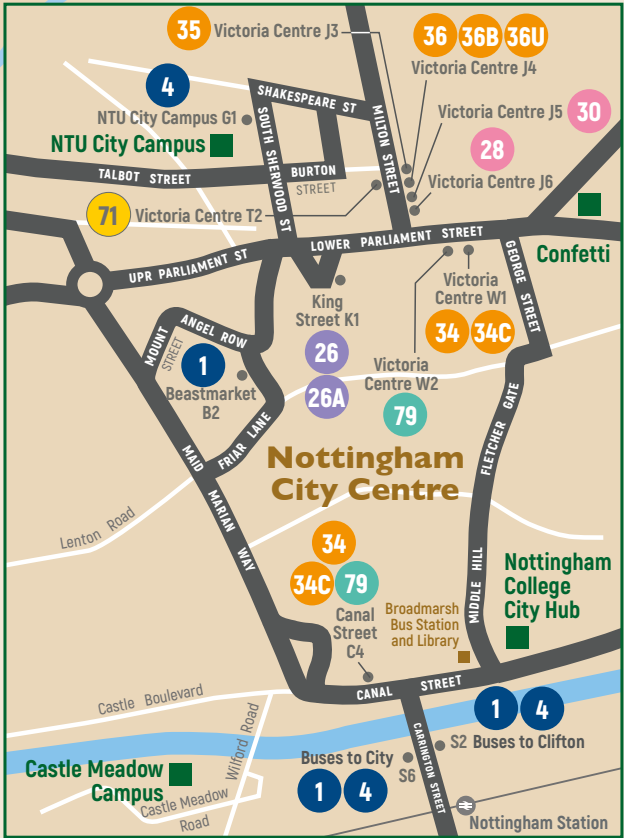 35 Victoria Centre J3
36 36B 36U
Victoria Centre J4
4
NTU City Campus G1
NTU City Campus
SHAKESPEARE ST
SOUTH SHERWOOD ST
MILTON STREET
Victoria Centre J5 30
28
Victoria Centre J6
TALBOT STREET
BURTON
STREET
71 Victoria Centre T2
LOWER PARLIAMENT STREET
UPR PARLIAMENT ST
Confetti
GEORGE STREET
King
Street K1
26
26A
Victoria
Centre W1
34 34C
Victoria
Centre W2
79
MOUNT
STREET
ANGEL ROW
1
Beastmarket
B2
FRIAR LANE
FLETCHER GATE
Nottingham
City Centre
MAID MARIAN WAY
Lenton Road
34
34C 79
Canal
Street
C4
MIDDLE HILL
Nottingham
College
City Hub
Broadmarsh
Bus Station
and Library
CANAL STREET
Castle Boulevard
Wilford Road
1 4
S2 Buses to Clifton
CARRINGTON STREET
Buses to City
S6
1 4
Castle Meadow
Campus
Castle Meadow
Road
Nottingham Station